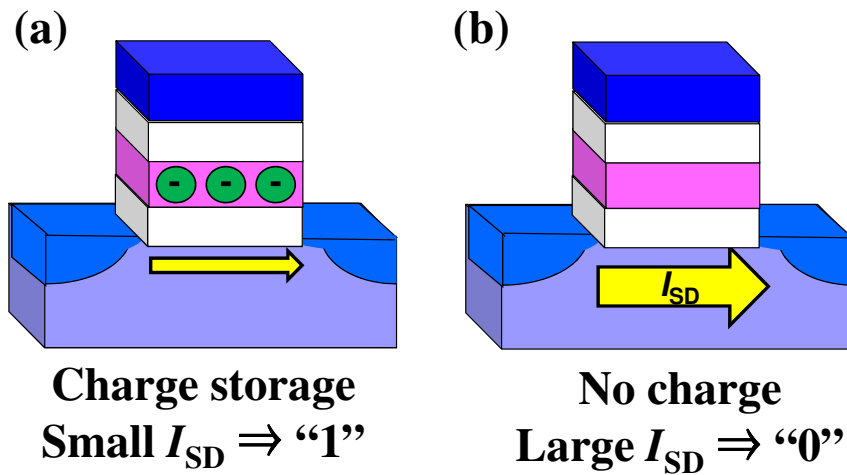 (a)
- - -
Charge storage
Small I_SD ⇒ “1”
(b)
I_SD
No charge
Large I_SD ⇒ “0”